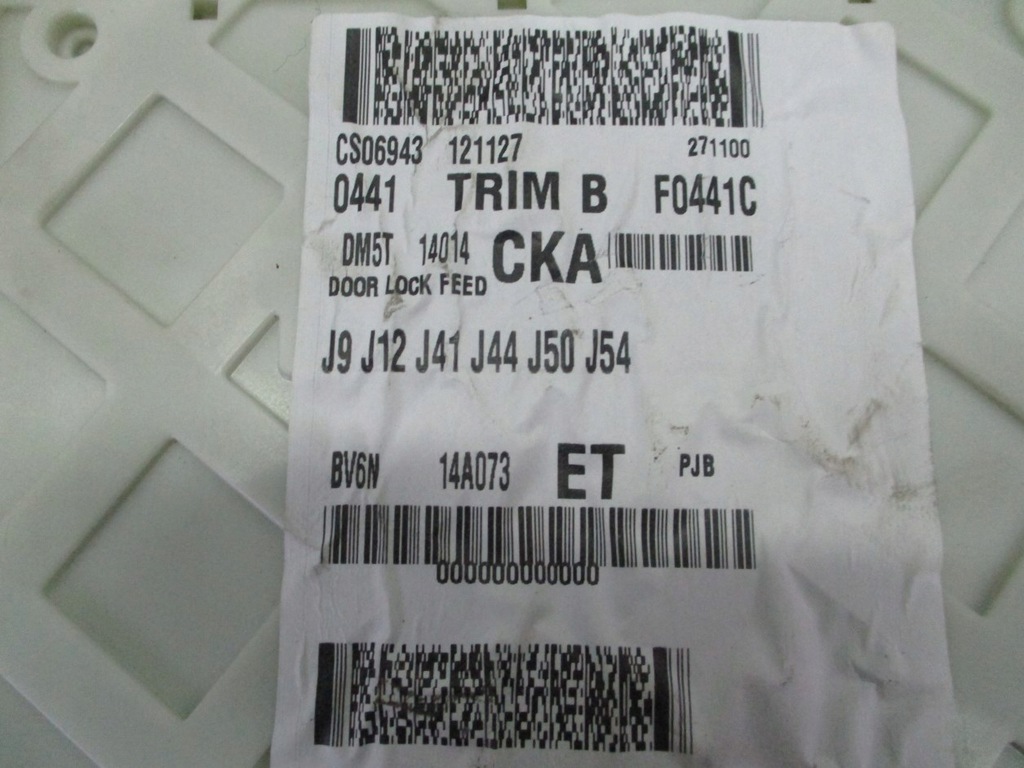 CS06943 121127 271100
0441 TRIM B F0441C
DM5T 14014 CKA
DOOR LOCK FEED
J9 J12 J41 J44 J50 J54
BV6N 14A073 ET PJB
000000000000